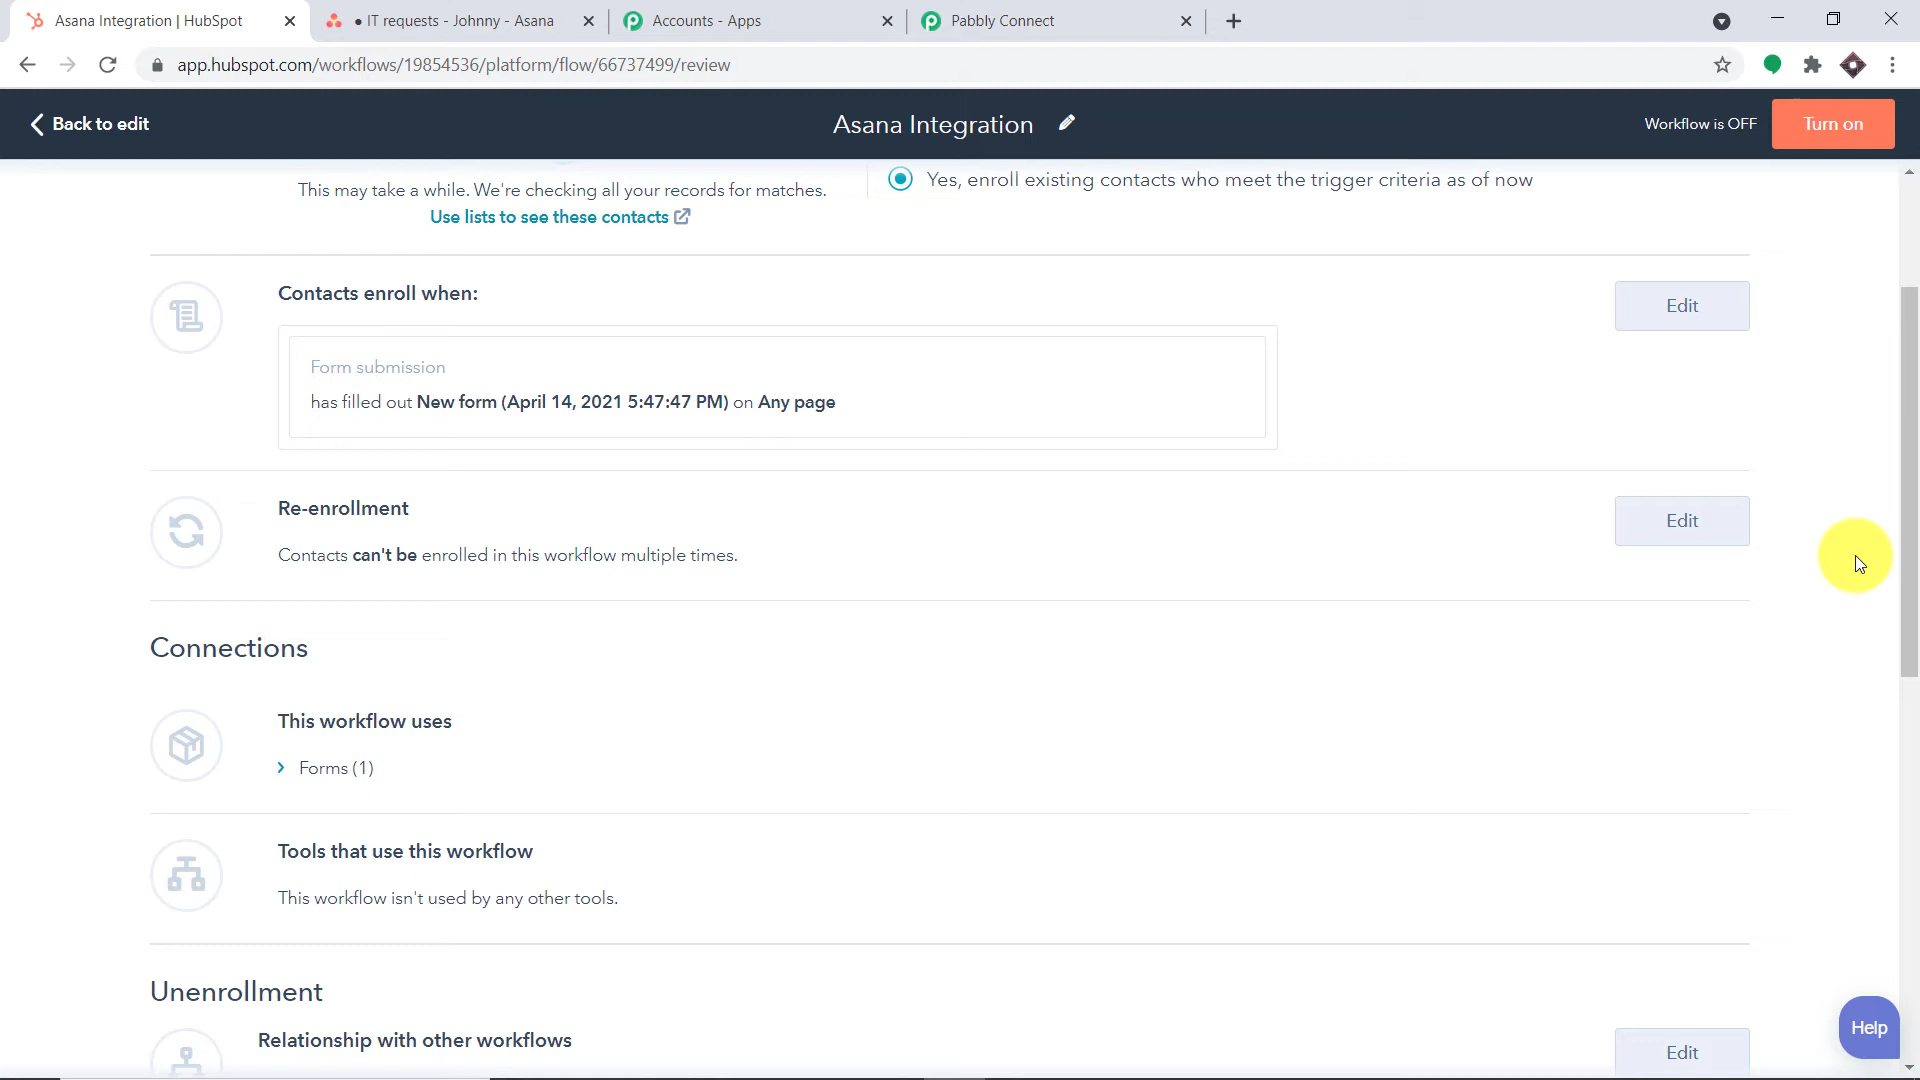 Asana Integration | HubSpot
• IT requests - Johnny - Asana
Accounts - Apps
Pabbly Connect
app.hubspot.com/workflows/19854536/platform/flow/66737499/review
Back to edit
Asana Integration
Workflow is OFF
Turn on
This may take a while. We're checking all your records for matches.
Use lists to see these contacts
Yes, enroll existing contacts who meet the trigger criteria as of now
Contacts enroll when:
Edit
Form submission
has filled out New form (April 14, 2021 5:47:47 PM) on Any page
Re-enrollment
Edit
Contacts can't be enrolled in this workflow multiple times.
Connections
This workflow uses
Forms (1)
Tools that use this workflow
This workflow isn't used by any other tools.
Unenrollment
Relationship with other workflows
Edit
Help